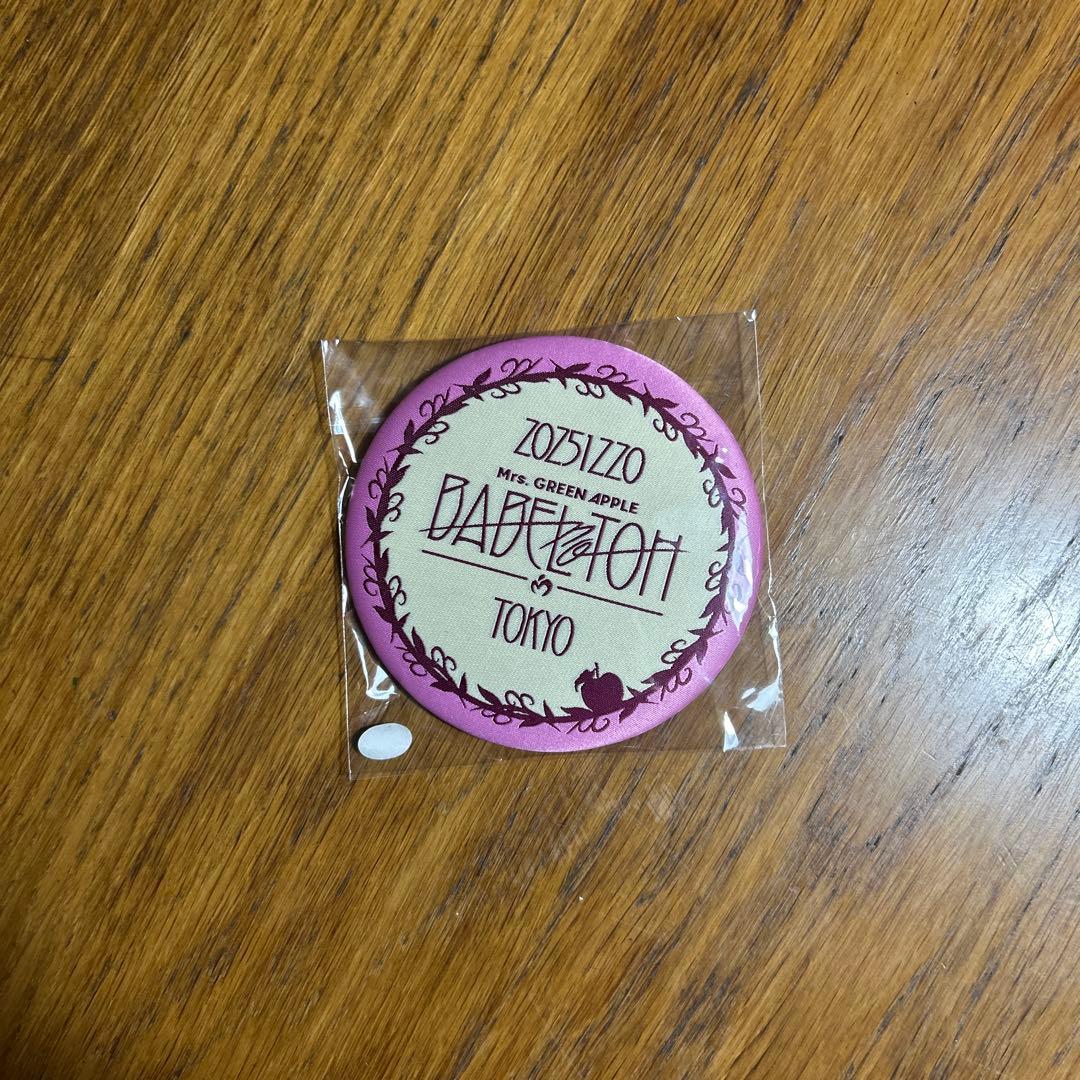 20251220
Mrs. GREEN APPLE
BABEL no TOH
TOKYO